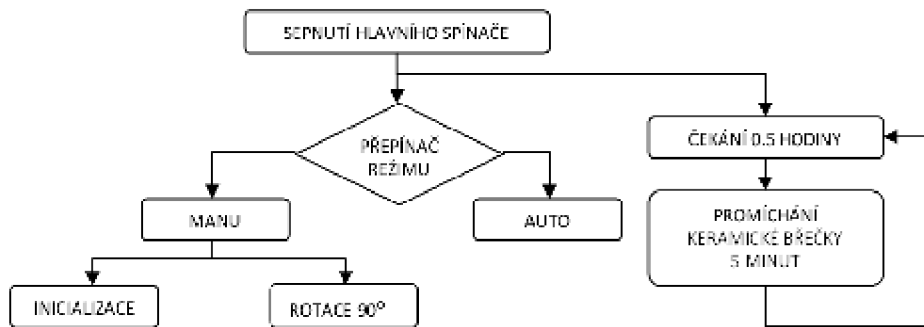 SEPNUTÍ HLAVNÍHO SPÍNAČE
PŘEPÍNAČ
REŽIMU
ČEKÁNÍ 0.5 HODINY
MANU
AUTO
PROMÍCHÁNÍ
KERAMICKÉ BŘEČKY
5 MINUT
INICIALIZACE
ROTACE 90°